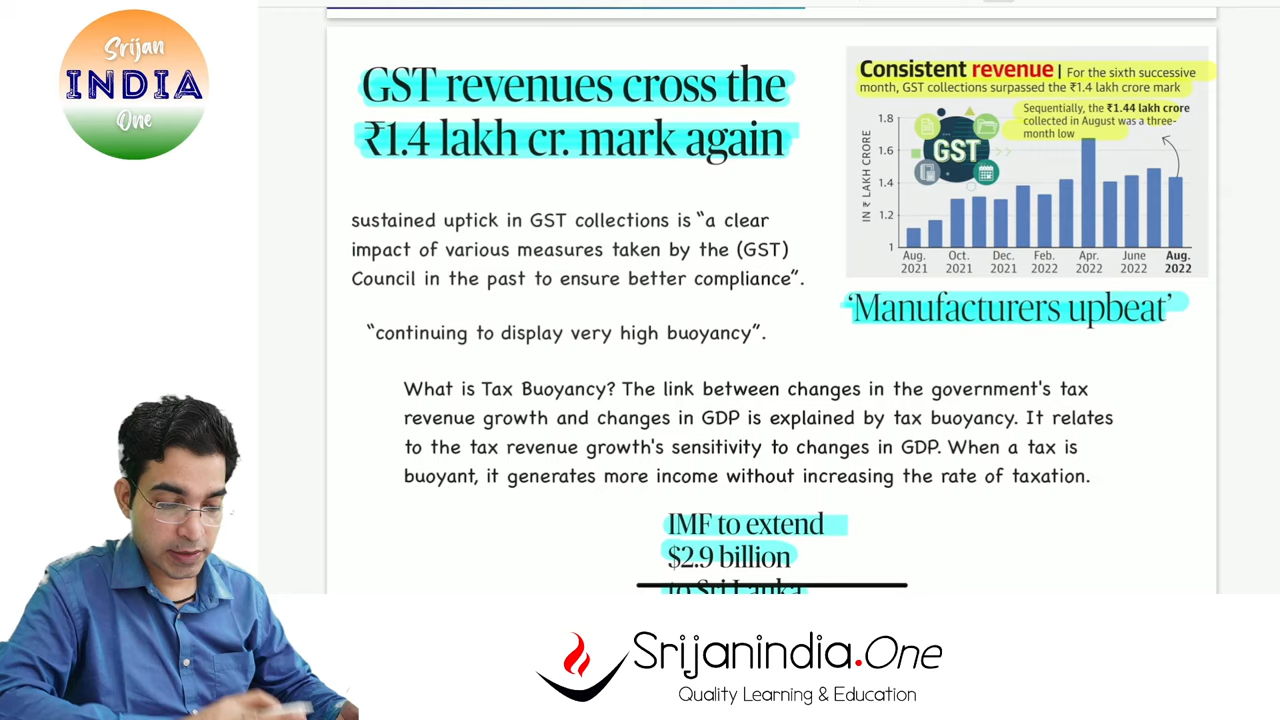 Srijan
INDIA
One
GST revenues cross the
₹1.4 lakh cr. mark again
sustained uptick in GST collections is “a clear
impact of various measures taken by the (GST)
Council in the past to ensure better compliance”.
“continuing to display very high buoyancy”.
Consistent revenue | For the sixth successive
month, GST collections surpassed the ₹1.4 lakh crore mark
Sequentially, the ₹1.44 lakh crore
collected in August was a three-
month low
GST
IN ₹ LAKH CRORE
1.8
1.6
1.4
1.2
1
Aug. Oct. Dec. Feb. Apr. June Aug.
2021 2021 2021 2022 2022 2022 2022
‘Manufacturers upbeat’
What is Tax Buoyancy? The link between changes in the government's tax
revenue growth and changes in GDP is explained by tax buoyancy. It relates
to the tax revenue growth's sensitivity to changes in GDP. When a tax is
buoyant, it generates more income without increasing the rate of taxation.
IMF to extend
$2.9 billion
to Sri Lanka
Srijanindia.One
Quality Learning & Education